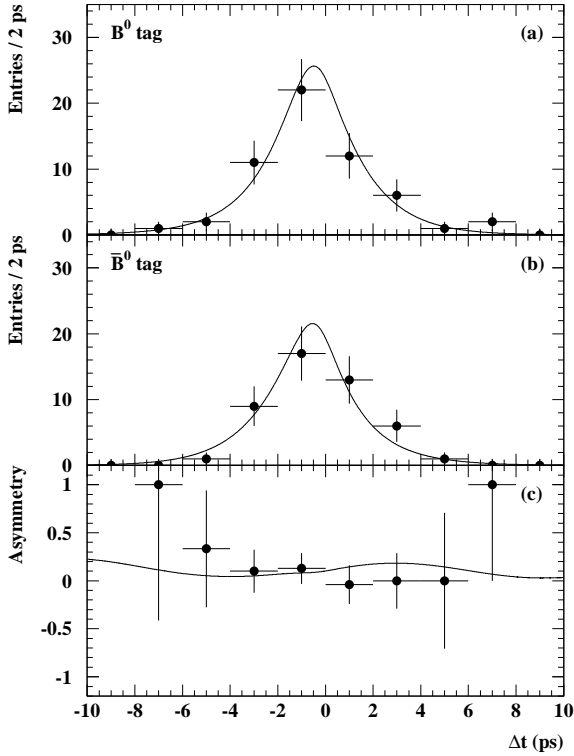 Entries / 2 ps
30
20
10
0
B⁰ tag
(a)
Entries / 2 ps
30
20
10
0
B̅⁰ tag
(b)
Asymmetry
1
0.5
0
-0.5
-1
(c)
-10 -8 -6 -4 -2 0 2 4 6 8 10
Δt (ps)